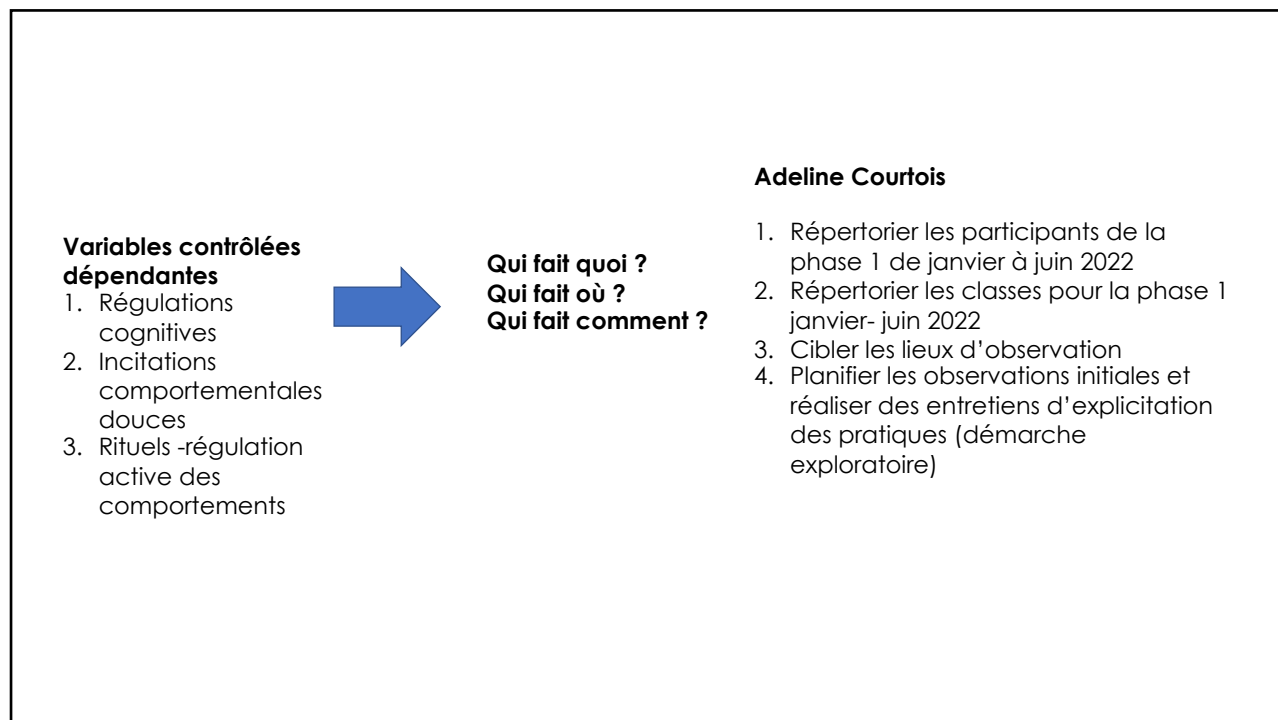 Variables contrôlées
dépendantes
1. Régulations
cognitives
2. Incitations
comportementales
douces
3. Rituels -régulation
active des
comportements
Qui fait quoi ?
Qui fait où ?
Qui fait comment ?
Adeline Courtois
1. Répertorier les participants de la
phase 1 de janvier à juin 2022
2. Répertorier les classes pour la phase 1
janvier- juin 2022
3. Cibler les lieux d’observation
4. Planifier les observations initiales et
réaliser des entretiens d’explicitation
des pratiques (démarche
exploratoire)